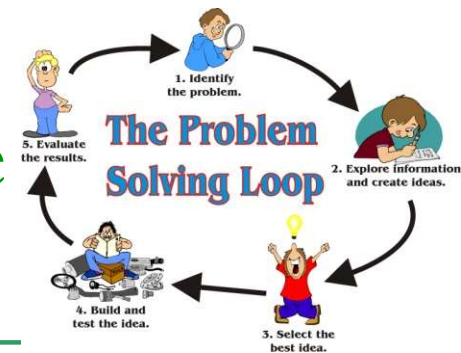 The Problem
Solving Loop
1. Identify
the problem.
2. Explore information
and create ideas.
3. Select the
best idea.
4. Build and
test the idea.
5. Evaluate
the results.
e